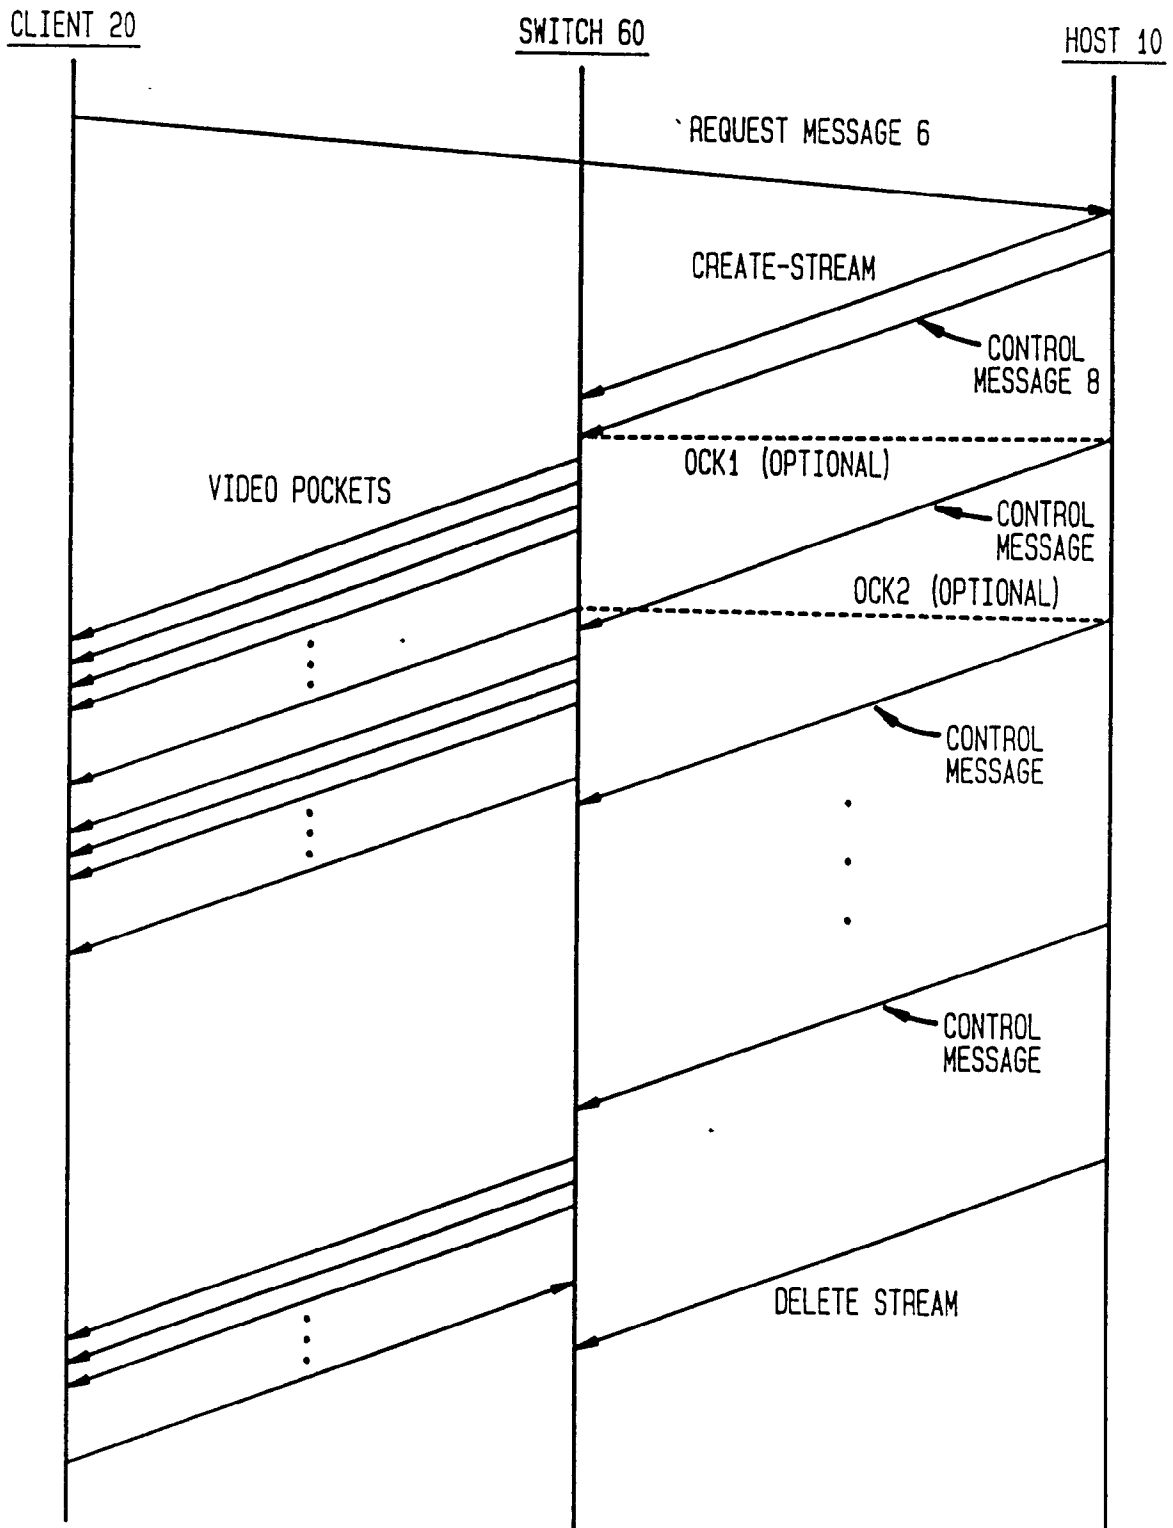 CLIENT 20
SWITCH 60
HOST 10
REQUEST MESSAGE 6
CREATE-STREAM
CONTROL
MESSAGE 8
OCK1 (OPTIONAL)
VIDEO POCKETS
CONTROL
MESSAGE
OCK2 (OPTIONAL)
CONTROL
MESSAGE
CONTROL
MESSAGE
DELETE STREAM